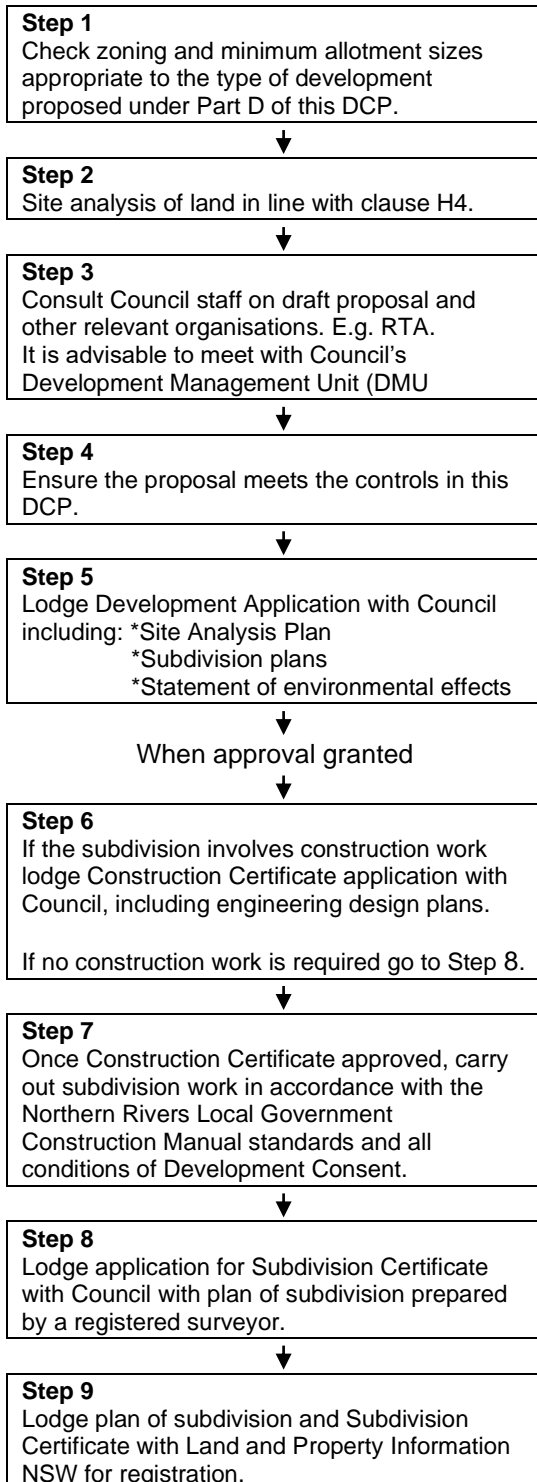 Step 1
Check zoning and minimum allotment sizes
appropriate to the type of development
proposed under Part D of this DCP.
Step 2
Site analysis of land in line with clause H4.
Step 3
Consult Council staff on draft proposal and
other relevant organisations. E.g. RTA.
It is advisable to meet with Council's
Development Management Unit (DMU
Step 4
Ensure the proposal meets the controls in this
DCP.
Step 5
Lodge Development Application with Council
including: *Site Analysis Plan
*Subdivision plans
*Statement of environmental effects
When approval granted
Step 6
If the subdivision involves construction work
lodge Construction Certificate application with
Council, including engineering design plans.
If no construction work is required go to Step 8.
Step 7
Once Construction Certificate approved, carry
out subdivision work in accordance with the
Northern Rivers Local Government
Construction Manual standards and all
conditions of Development Consent.
Step 8
Lodge application for Subdivision Certificate
with Council with plan of subdivision prepared
by a registered surveyor.
Step 9
Lodge plan of subdivision and Subdivision
Certificate with Land and Property Information
NSW for registration.